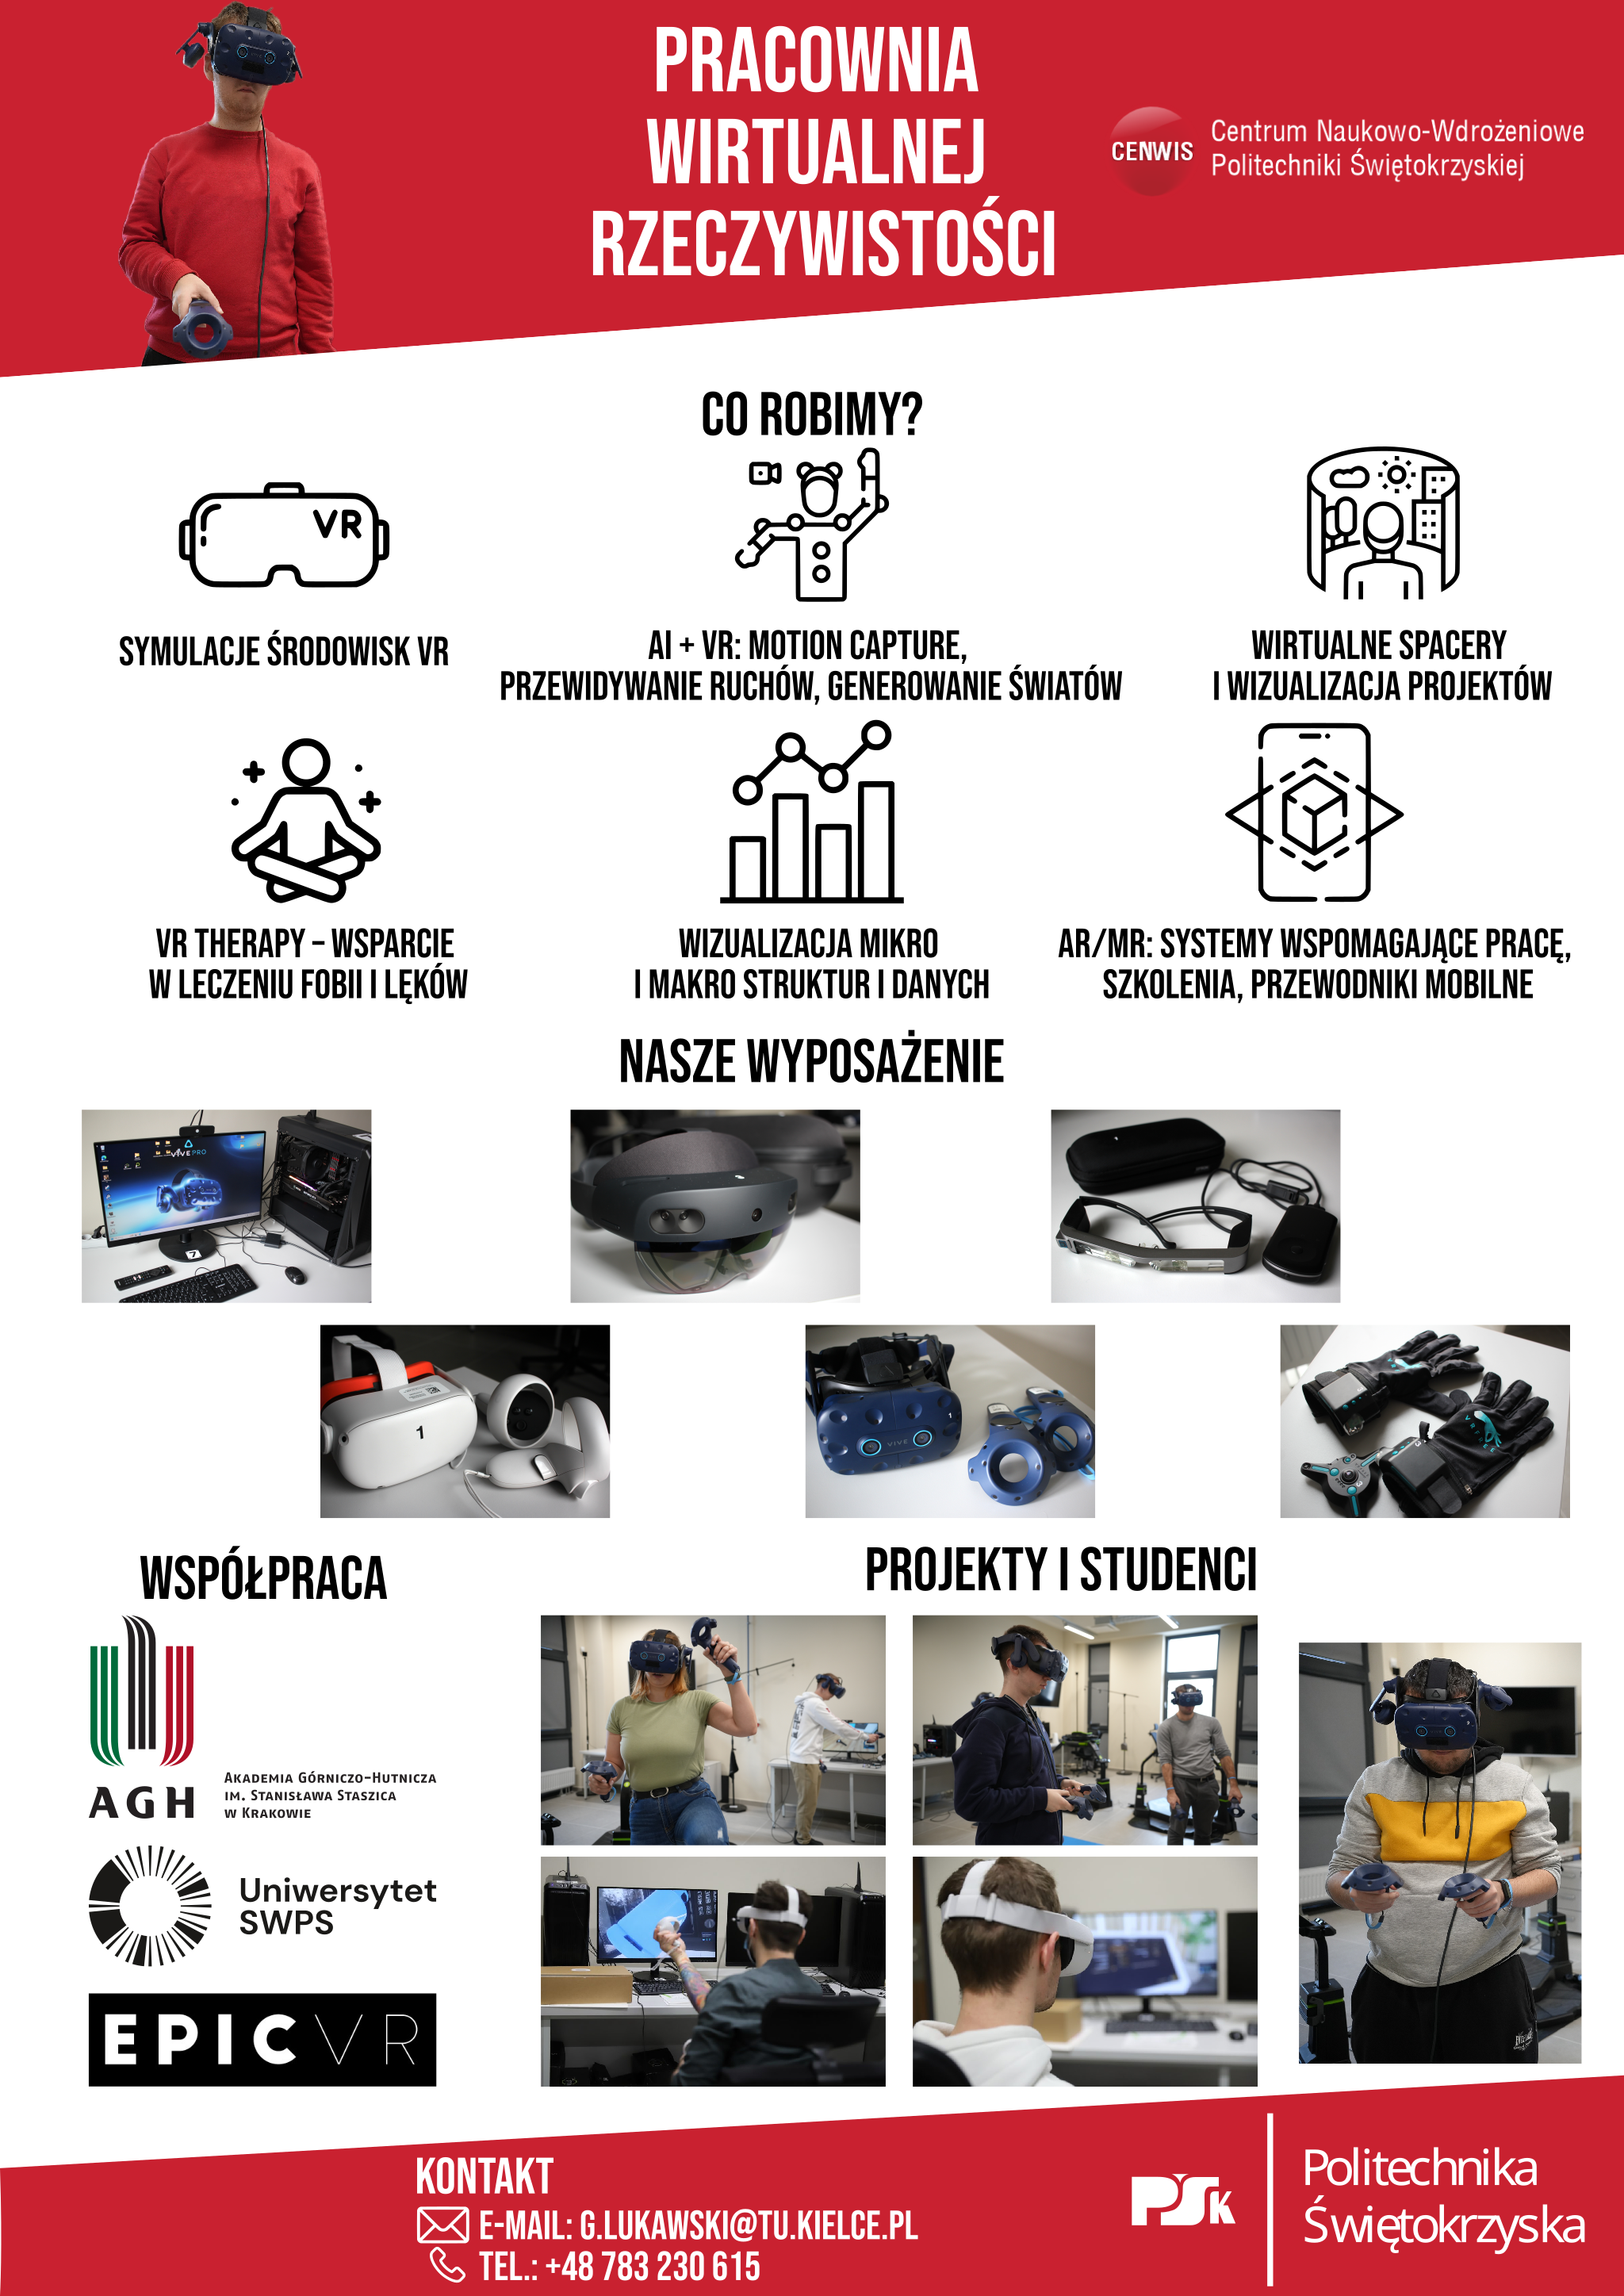 PRACOWNIA
WIRTUALNEJ
RZECZYWISTOŚCI
CENWIS
Centrum Naukowo-Wdrożeniowe
Politechniki Świętokrzyskiej
CO ROBIMY?
VR
SYMULACJE ŚRODOWISK VR
AI + VR: MOTION CAPTURE,
PRZEWIDYWANIE RUCHÓW, GENEROWANIE ŚWIATÓW
WIRTUALNE SPACERY
I WIZUALIZACJA PROJEKTÓW
VR THERAPY – WSPARCIE
W LECZENIU FOBII I LĘKÓW
WIZUALIZACJA MIKRO
I MAKRO STRUKTUR I DANYCH
AR/MR: SYSTEMY WSPOMAGAJĄCE PRACĘ,
SZKOLENIA, PRZEWODNIKI MOBILNE
NASZE WYPOSAŻENIE
VIVE PRO
7
1
VIVE
1
WSPÓŁPRACA
AGH
AKADEMIA GÓRNICZO-HUTNICZA
IM. STANISŁAWA STASZICA
W KRAKOWIE
Uniwersytet
SWPS
EPICVR
PROJEKTY I STUDENCI
KONTAKT
E-MAIL: G.LUKAWSKI@TU.KIELCE.PL
TEL.: +48 783 230 615
PŚk
Politechnika
Świętokrzyska